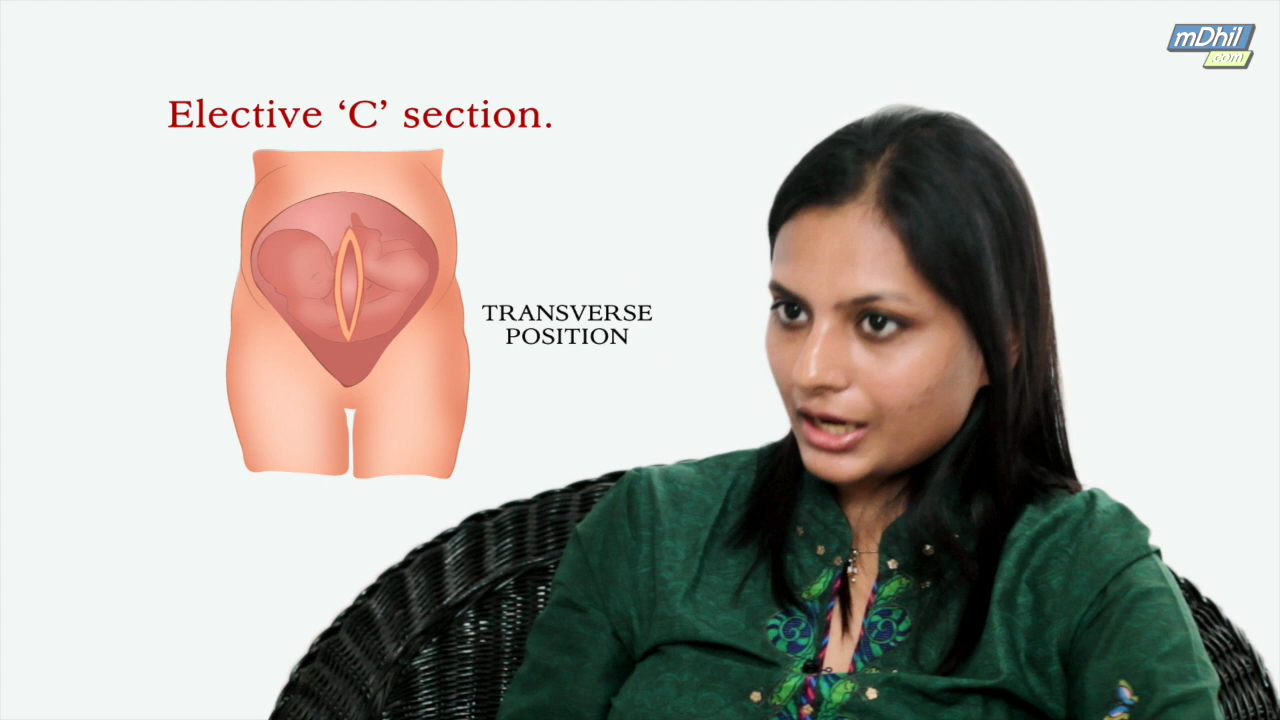 mDhil
.com
Elective ‘C’ section.
TRANSVERSE
POSITION